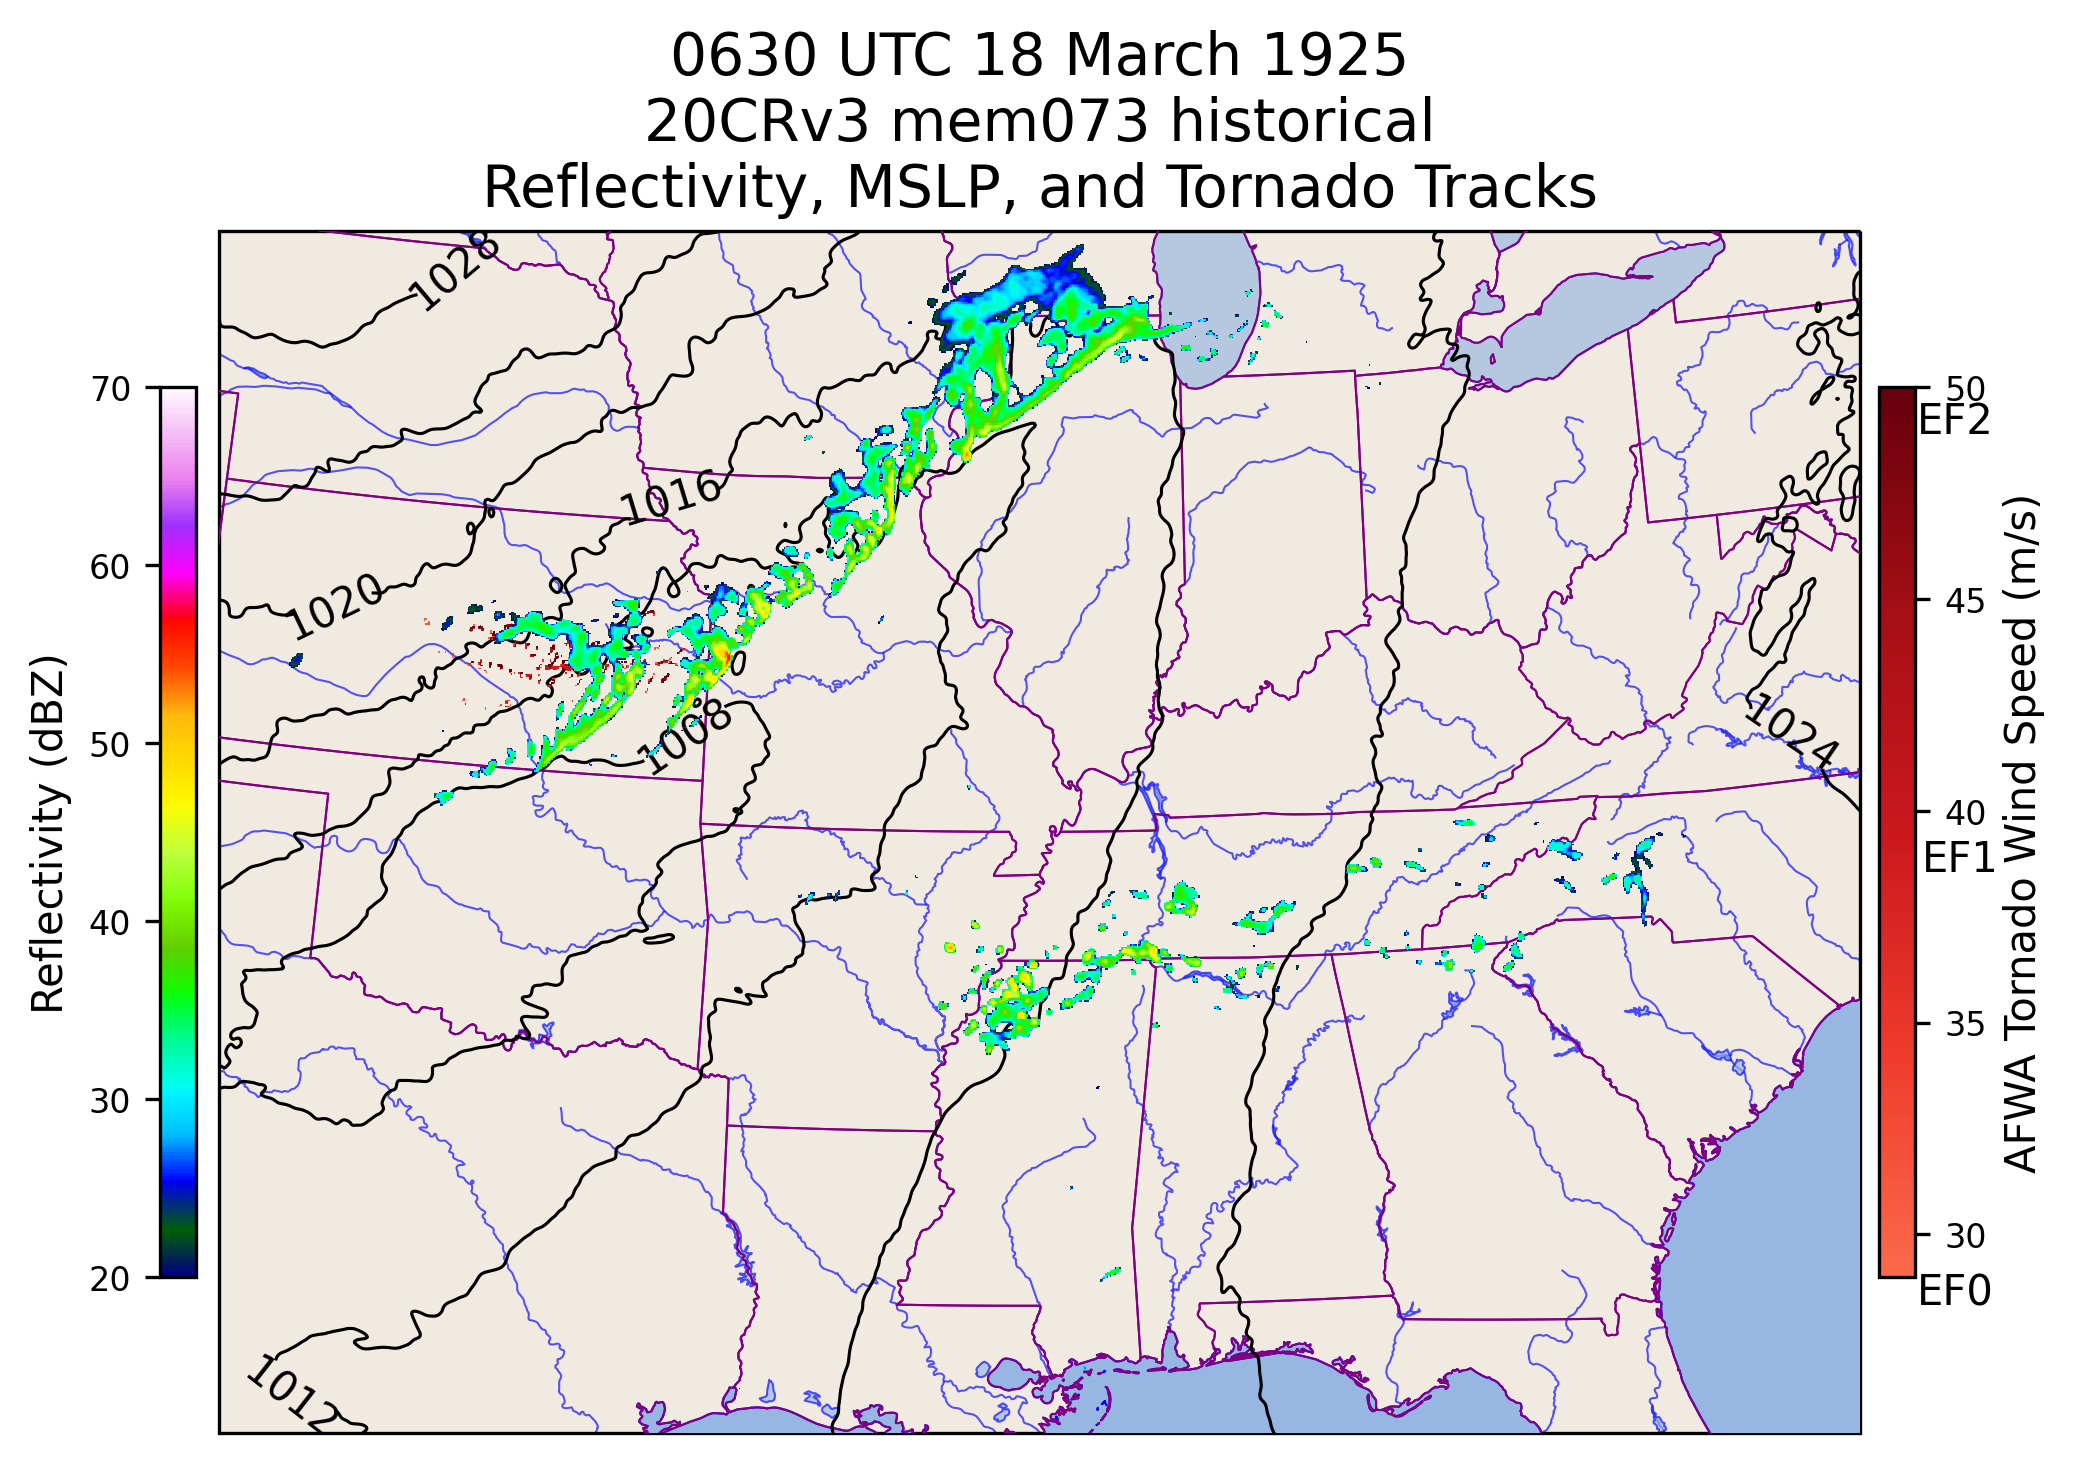 0630 UTC 18 March 1925
20CRv3 mem073 historical
Reflectivity, MSLP, and Tornado Tracks
1028
1016
1020
1008
1024
1012
70
60
50
40
30
20
Reflectivity (dBZ)
50
EF2
45
40
EF1
35
30
EF0
AFWA Tornado Wind Speed (m/s)